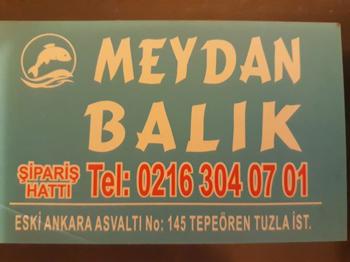 MEYDAN
BALIK
ŞİPARİŞ HATTI Tel: 0216 304 07 01
ESKİ ANKARA ASVALTI No: 145 TEPEÖREN TUZLA İST.